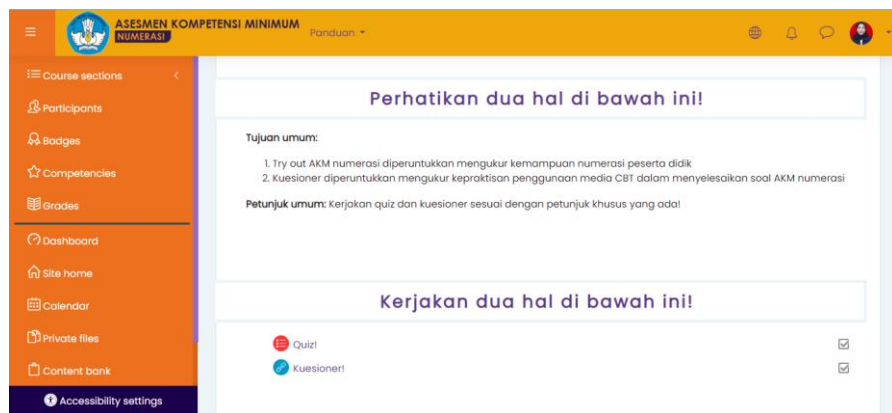 ASESMEN KOMPETENSI MINIMUM
NUMERASI
Panduan
Course sections
Participants
Badges
Competencies
Grades
Dashboard
Site home
Calendar
Private files
Content bank
Accessibility settings
Perhatikan dua hal di bawah ini!
Tujuan umum:
1. Try out AKM numerasi diperuntukkan mengukur kemampuan numerasi peserta didik
2. Kuesioner diperuntukkan mengukur kepraktisan penggunaan media CBT dalam menyelesaikan soal AKM numerasi
Petunjuk umum: Kerjakan quiz dan kuesioner sesuai dengan petunjuk khusus yang ada!
Kerjakan dua hal di bawah ini!
Quiz!
Kuesioner!